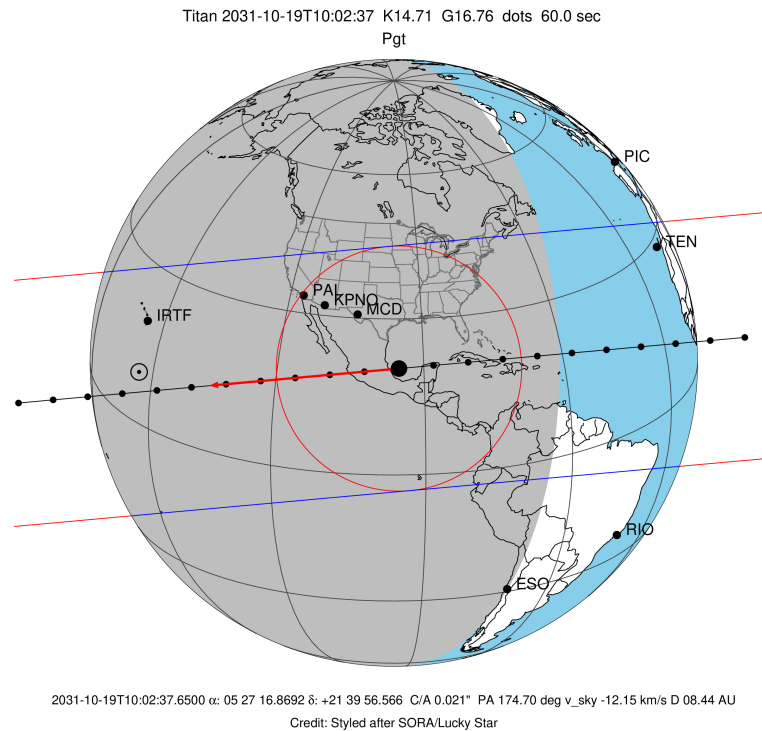 Titan 2031-10-19T10:02:37 K14.71 G16.76 dots 60.0 sec
Pgt
PIC
TEN
PAL
KPNO
MCD
IRTF
RIO
ESO
2031-10-19T10:02:37.6500 α: 05 27 16.8692 δ: +21 39 56.566 C/A 0.021" PA 174.70 deg v_sky -12.15 km/s D 08.44 AU
Credit: Styled after SORA/Lucky Star